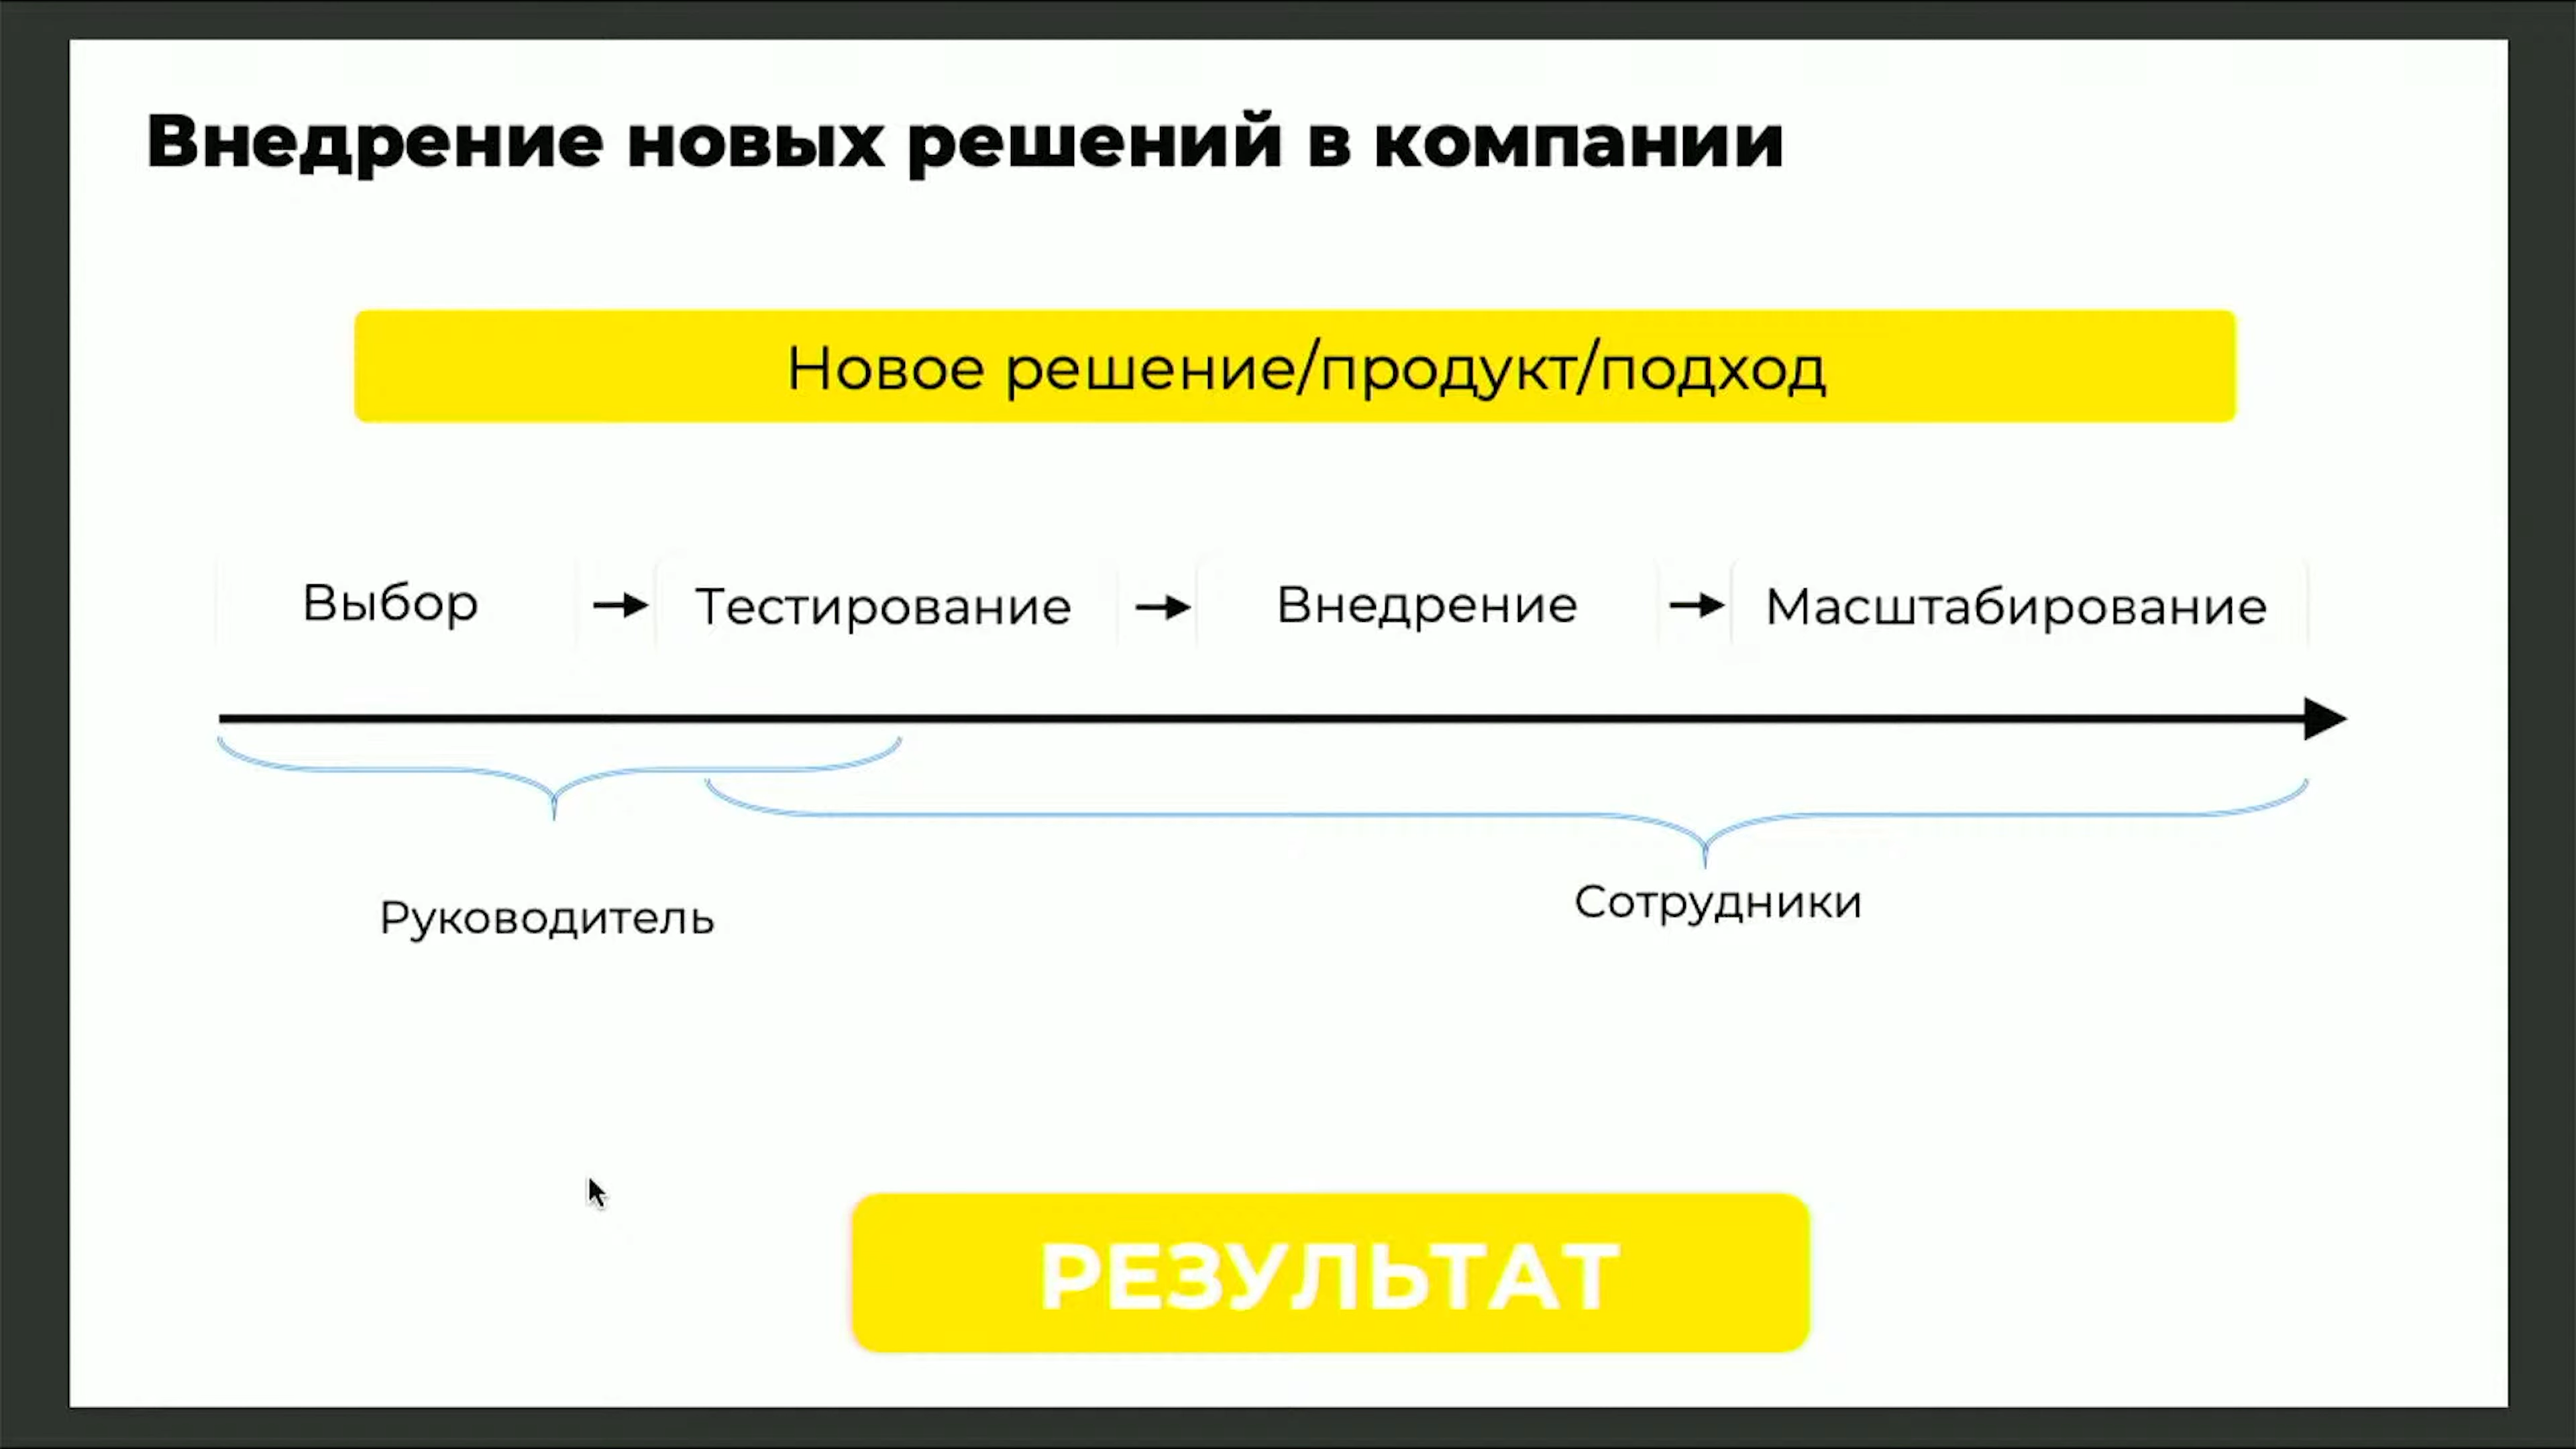 Внедрение новых решений в компании
Новое решение/продукт/подход
Выбор
Тестирование
Внедрение
Масштабирование
Руководитель
Сотрудники
РЕЗУЛЬТАТ